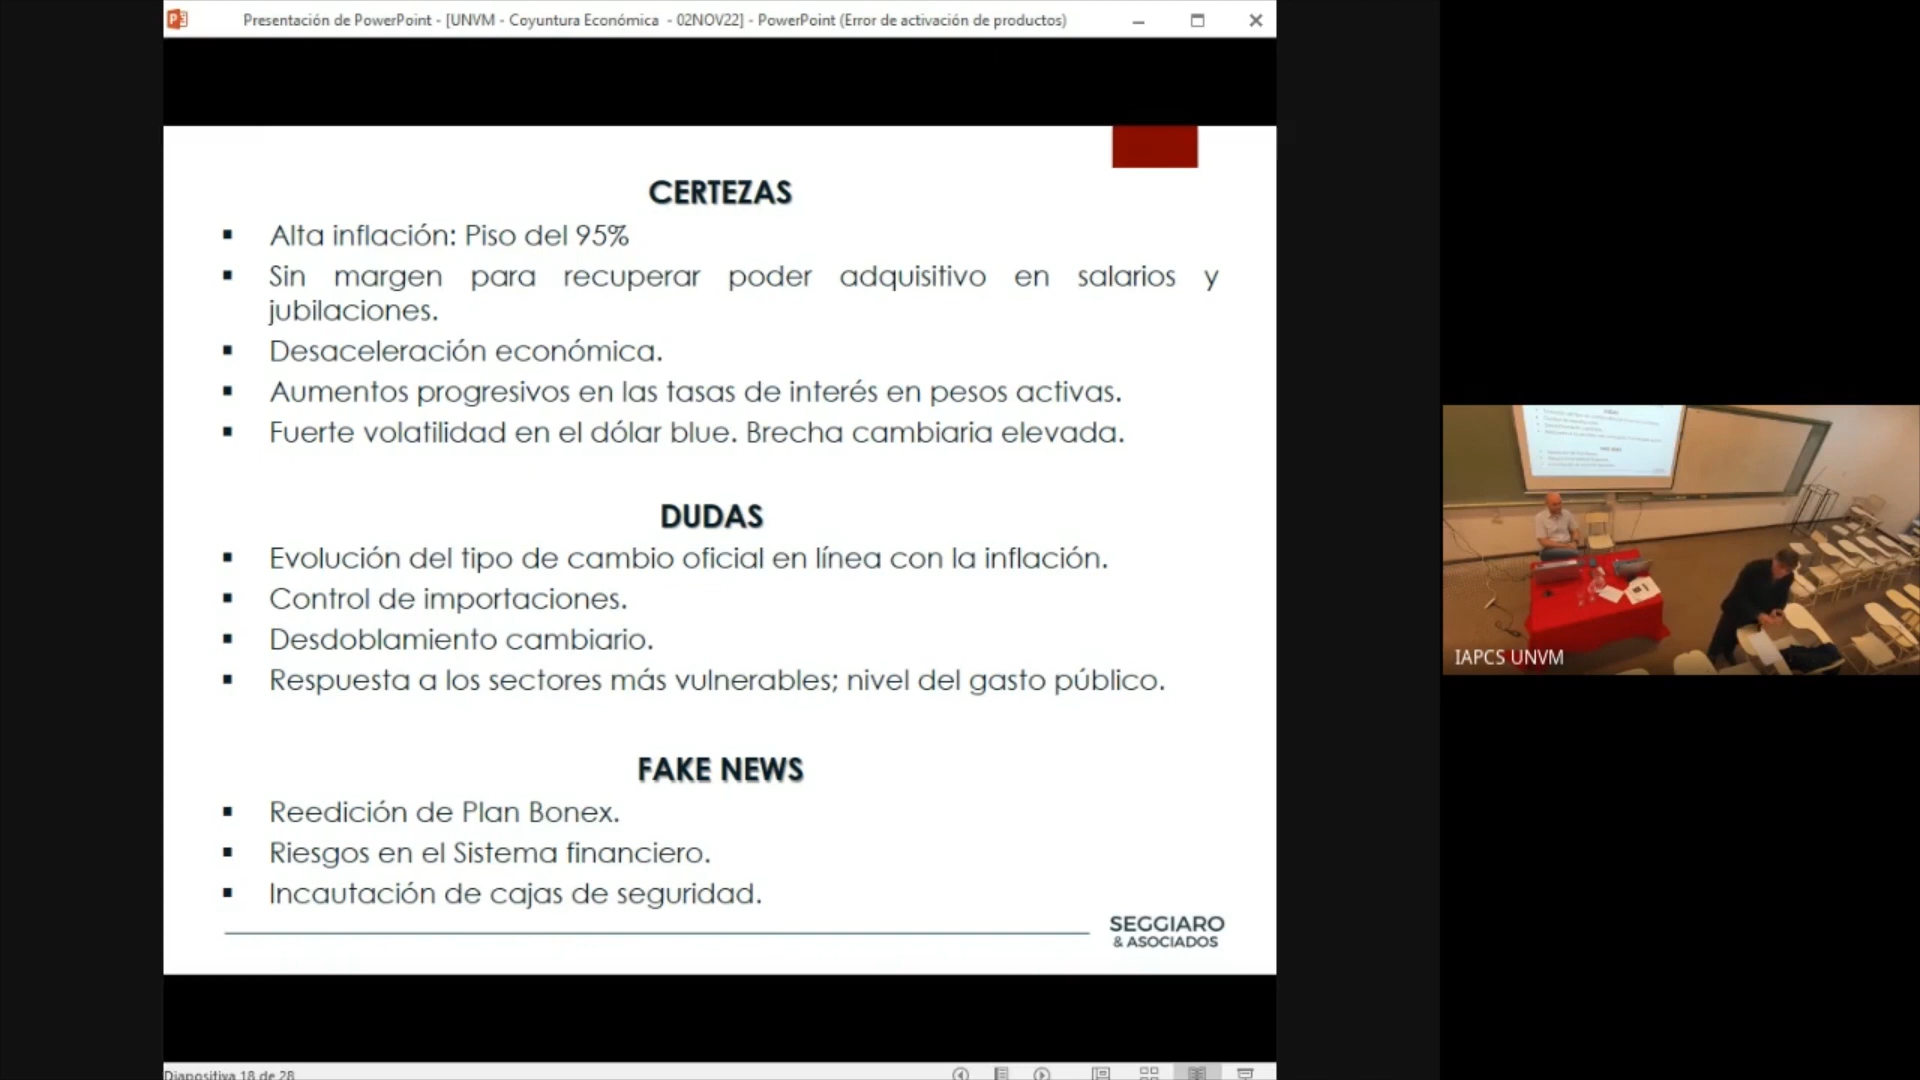 Presentación de PowerPoint - [UNVM - Coyuntura Económica - 02NOV22] - PowerPoint (Error de activación de productos)
CERTEZAS
▪ Alta inflación: Piso del 95%
▪ Sin margen para recuperar poder adquisitivo en salarios y
jubilaciones.
▪ Desaceleración económica.
▪ Aumentos progresivos en las tasas de interés en pesos activas.
▪ Fuerte volatilidad en el dólar blue. Brecha cambiaria elevada.
DUDAS
▪ Evolución del tipo de cambio oficial en línea con la inflación.
▪ Control de importaciones.
▪ Desdoblamiento cambiario.
▪ Respuesta a los sectores más vulnerables; nivel del gasto público.
FAKE NEWS
▪ Reedición de Plan Bonex.
▪ Riesgos en el Sistema financiero.
▪ Incautación de cajas de seguridad.
SEGGIARO
& ASOCIADOS
Diapositiva 18 de 28
IAPCS UNVM